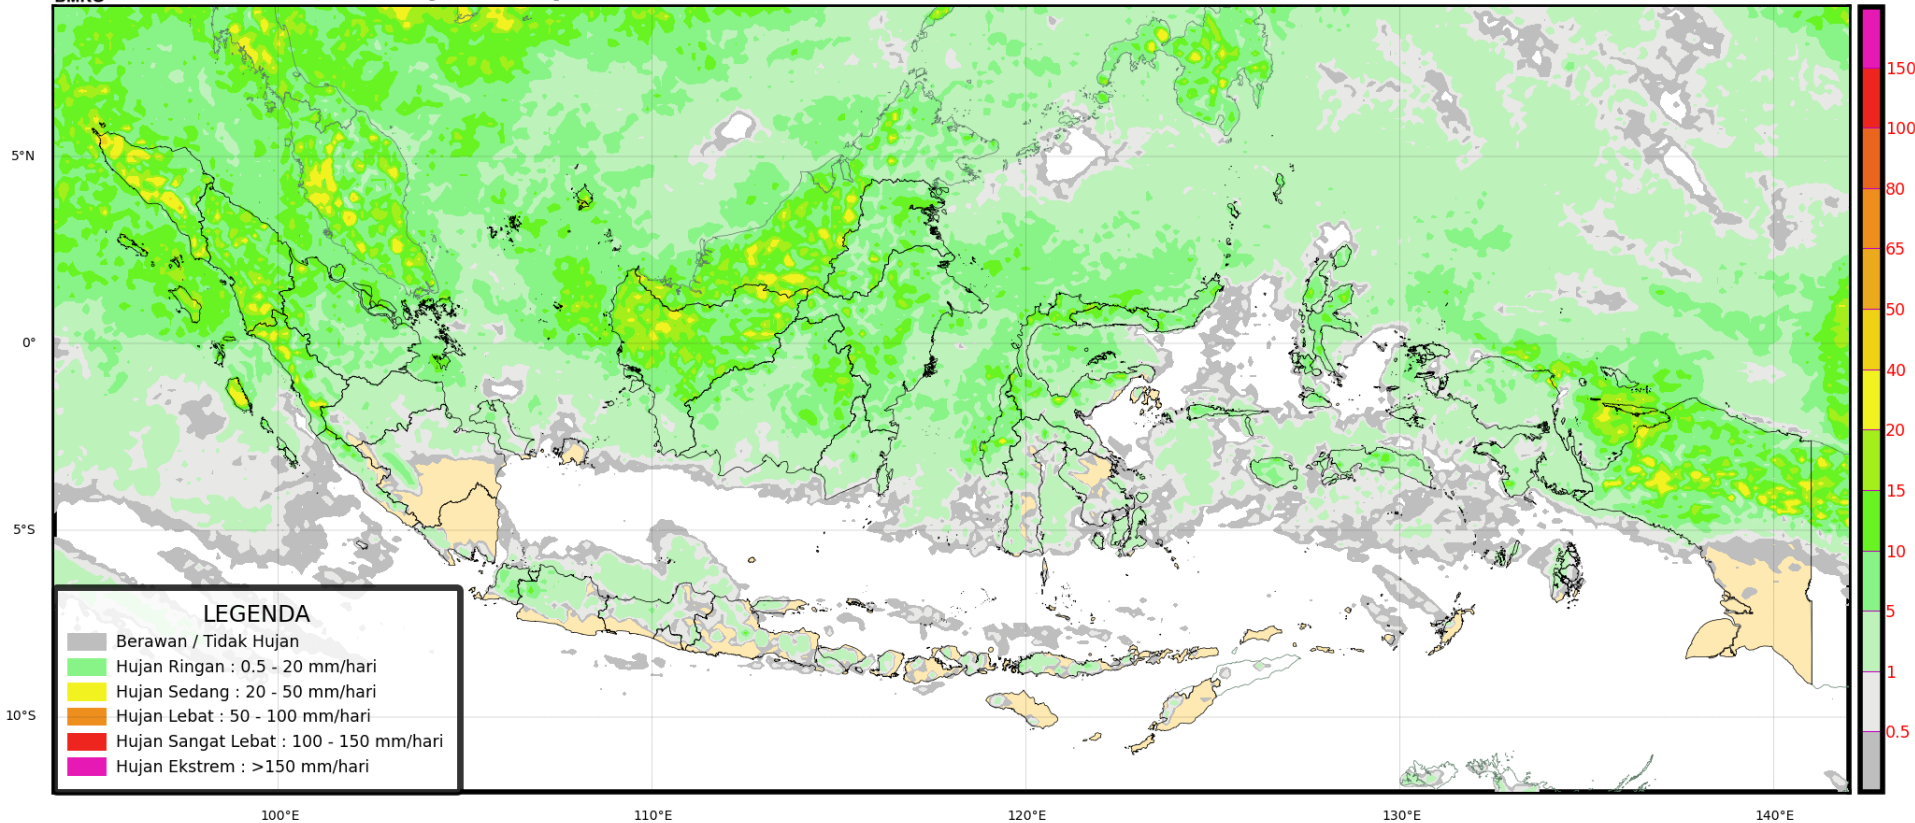 5°N
0°
5°S
10°S
LEGENDA
Berawan / Tidak Hujan
Hujan Ringan : 0.5 - 20 mm/hari
Hujan Sedang : 20 - 50 mm/hari
Hujan Lebat : 50 - 100 mm/hari
Hujan Sangat Lebat : 100 - 150 mm/hari
Hujan Ekstrem : >150 mm/hari
100°E
110°E
120°E
130°E
140°E
150
100
80
65
50
40
20
15
10
5
1
0.5